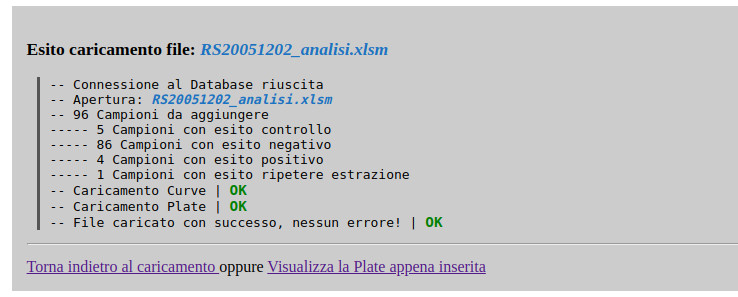 Esito caricamento file: RS20051202_analisi.xlsm
-- Connessione al Database riuscita
-- Apertura: RS20051202_analisi.xlsm
-- 96 Campioni da aggiungere
----- 5 Campioni con esito controllo
----- 86 Campioni con esito negativo
----- 4 Campioni con esito positivo
----- 1 Campioni con esito ripetere estrazione
-- Caricamento Curve | OK
-- Caricamento Plate | OK
-- File caricato con successo, nessun errore! | OK
Torna indietro al caricamento oppure Visualizza la Plate appena inserita